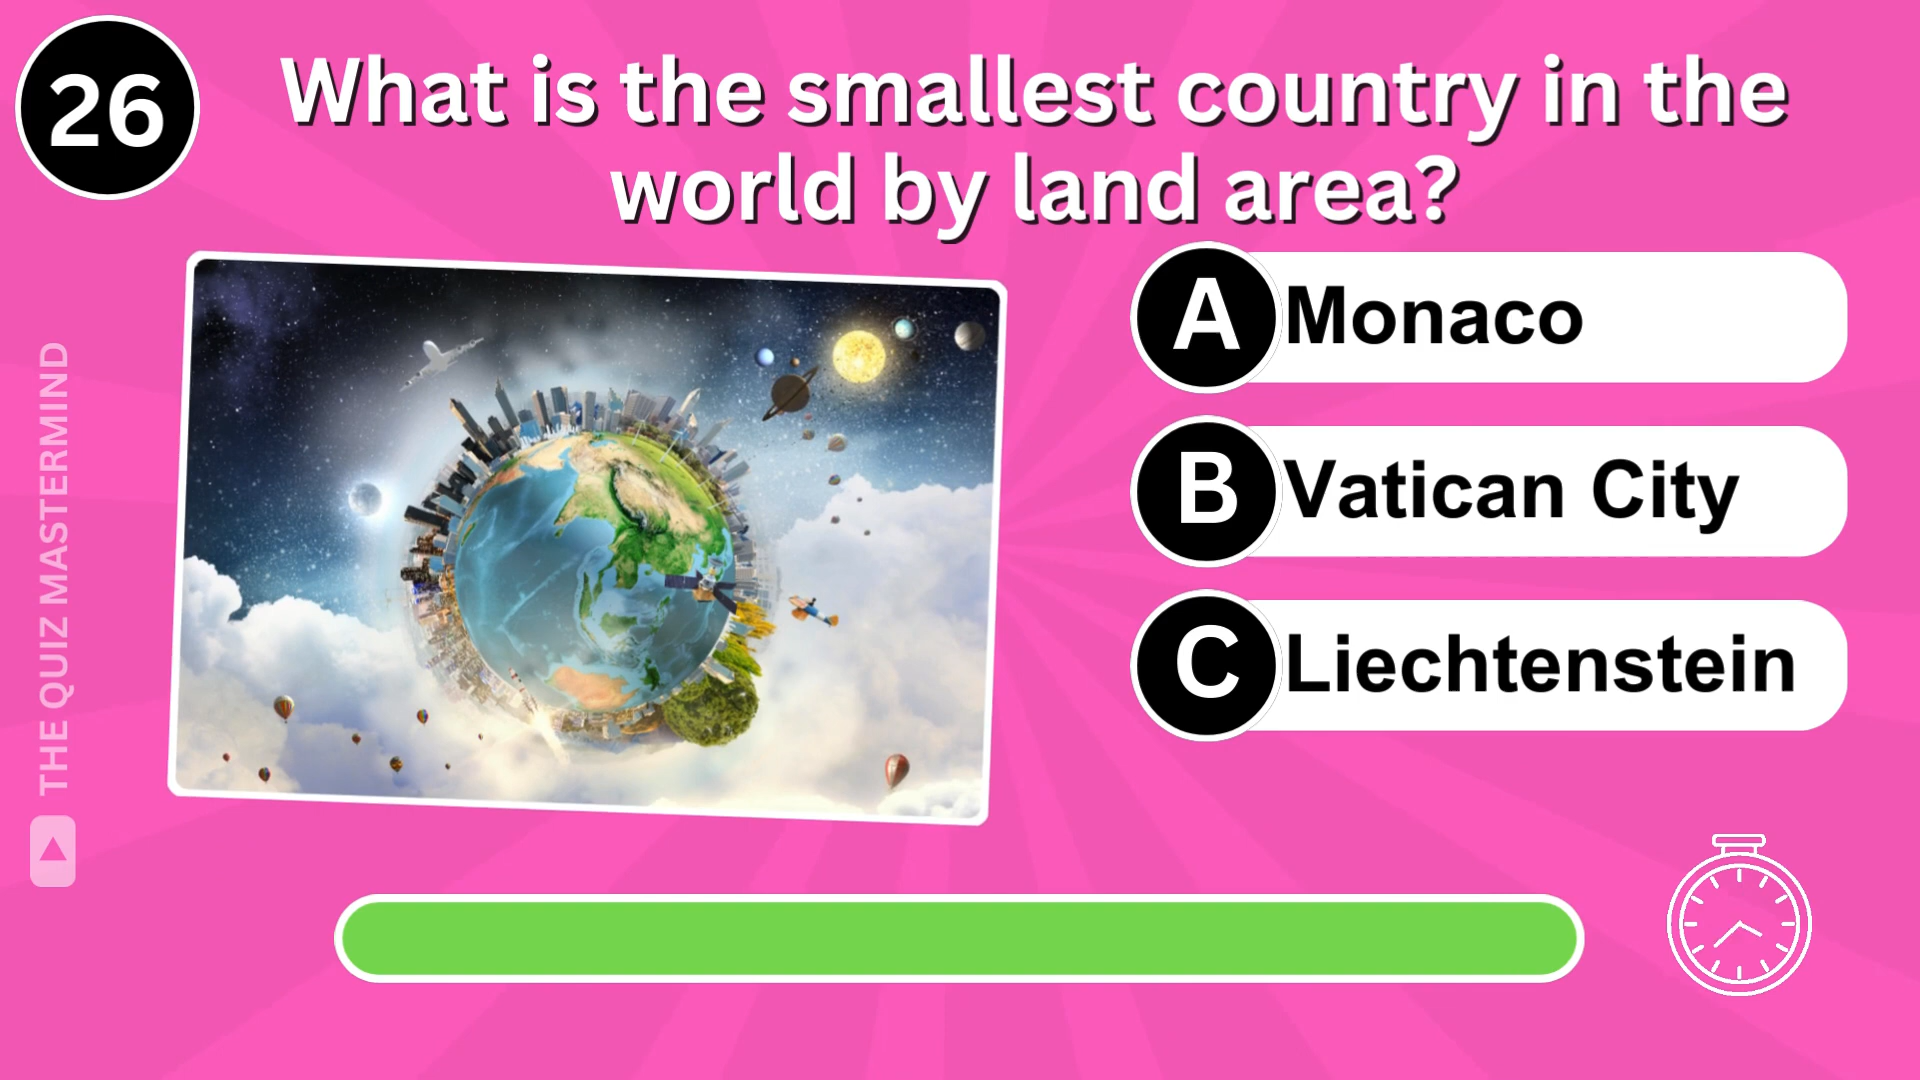 26
What is the smallest country in the
world by land area?
A Monaco
B Vatican City
C Liechtenstein
THE QUIZ MASTERMIND